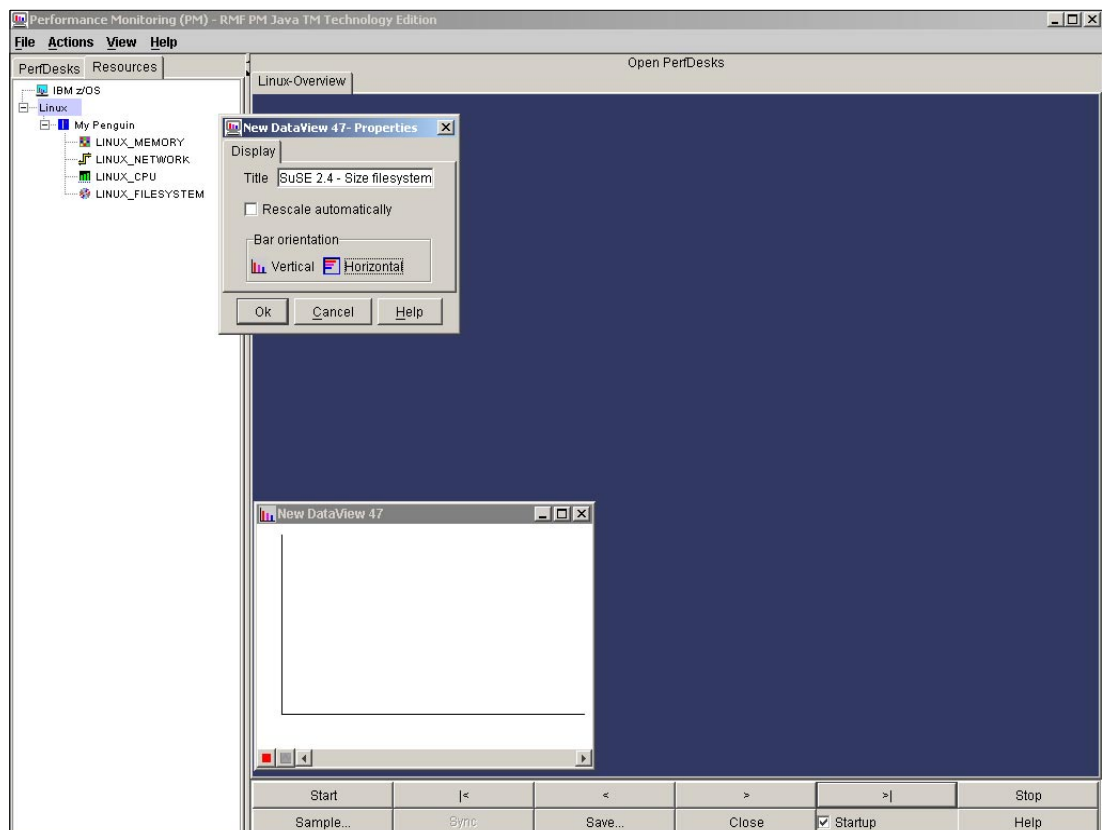 Performance Monitoring (PM) - RMF PM Java TM Technology Edition
File Actions View Help
PerfDesks Resources
Open PerfDesks
Linux-Overview
IBM z/OS
Linux
My Penguin
LINUX_MEMORY
LINUX_NETWORK
LINUX_CPU
LINUX_FILESYSTEM
New DataView 47- Properties
Display
Title SuSE 2.4 - Size filesystem
Rescale automatically
Bar orientation
Vertical Horizontal
Ok Cancel Help
New DataView 47
Start |< < > >| Stop
Sample... Sync Save... Close Startup Help